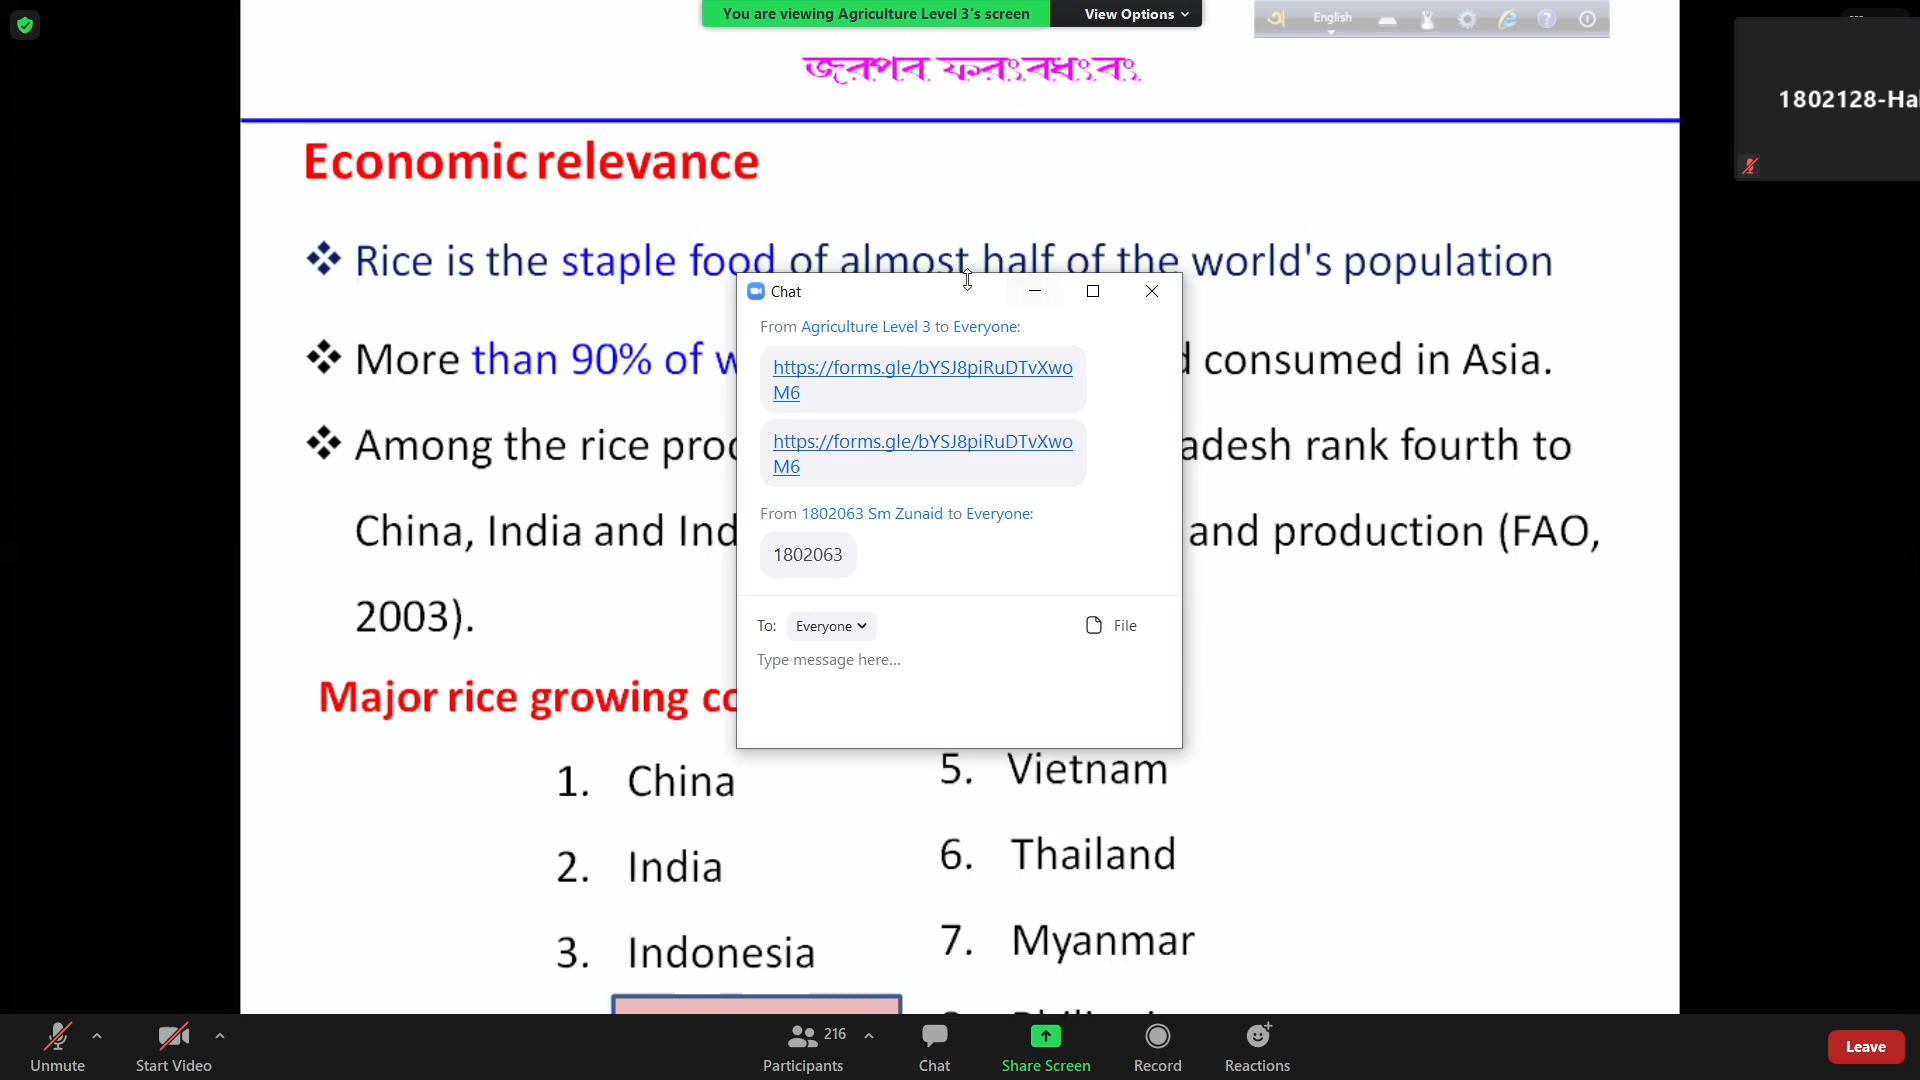 You are viewing Agriculture Level 3's screen
View Options
English
1802128-Ha
Economic relevance
❖ Rice is the staple food of almost half of the world's population
❖ More than 90% of
consumed in Asia.
❖ Among the rice
rank fourth to
China, India and
and production (FAO,
2003).
Major rice growing
1. China
2. India
3. Indonesia
5. Vietnam
6. Thailand
7. Myanmar
Chat
From Agriculture Level 3 to Everyone:
https://forms.gle/bYSJ8piRuDTvXwo
M6
https://forms.gle/bYSJ8piRuDTvXwo
M6
From 1802063 Sm Zunaid to Everyone:
1802063
To: Everyone
File
Type message here...
Unmute
Start Video
216
Participants
Chat
Share Screen
Record
Reactions
Leave